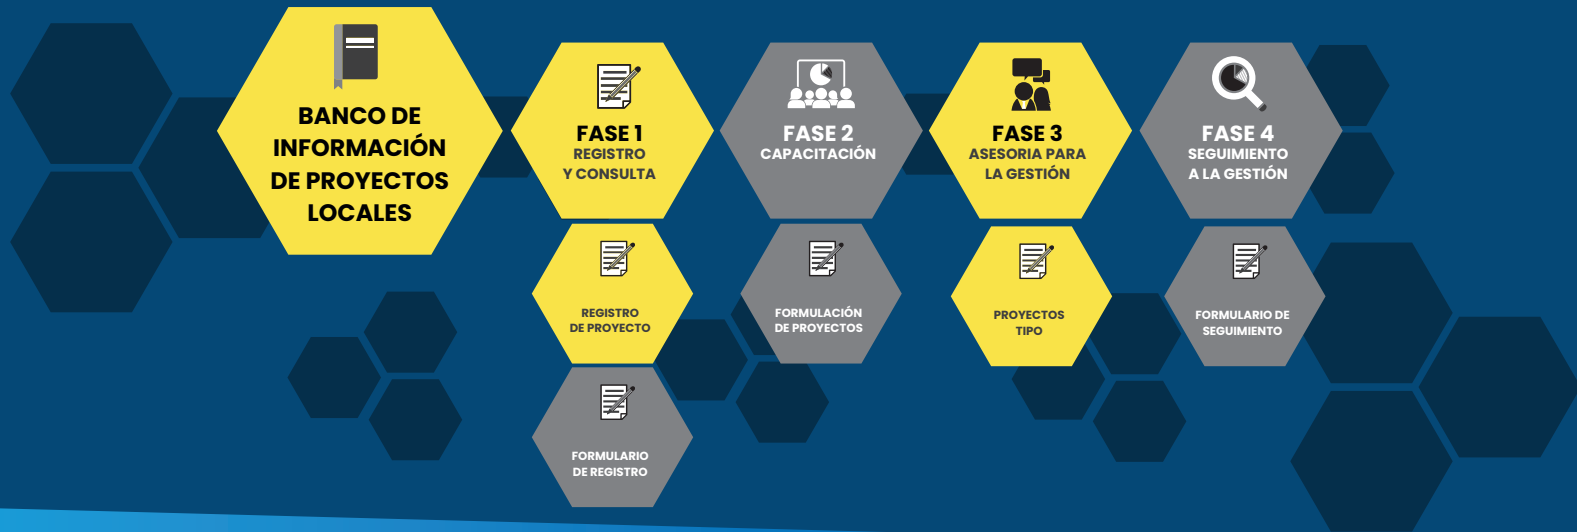 BANCO DE
INFORMACIÓN
DE PROYECTOS
LOCALES
FASE 1
REGISTRO
Y CONSULTA
REGISTRO
DE PROYECTO
FORMULARIO
DE REGISTRO
FASE 2
CAPACITACIÓN
FORMULACIÓN
DE PROYECTOS
FASE 3
ASESORIA PARA
LA GESTIÓN
PROYECTOS
TIPO
FASE 4
SEGUIMIENTO
A LA GESTIÓN
FORMULARIO DE
SEGUIMIENTO